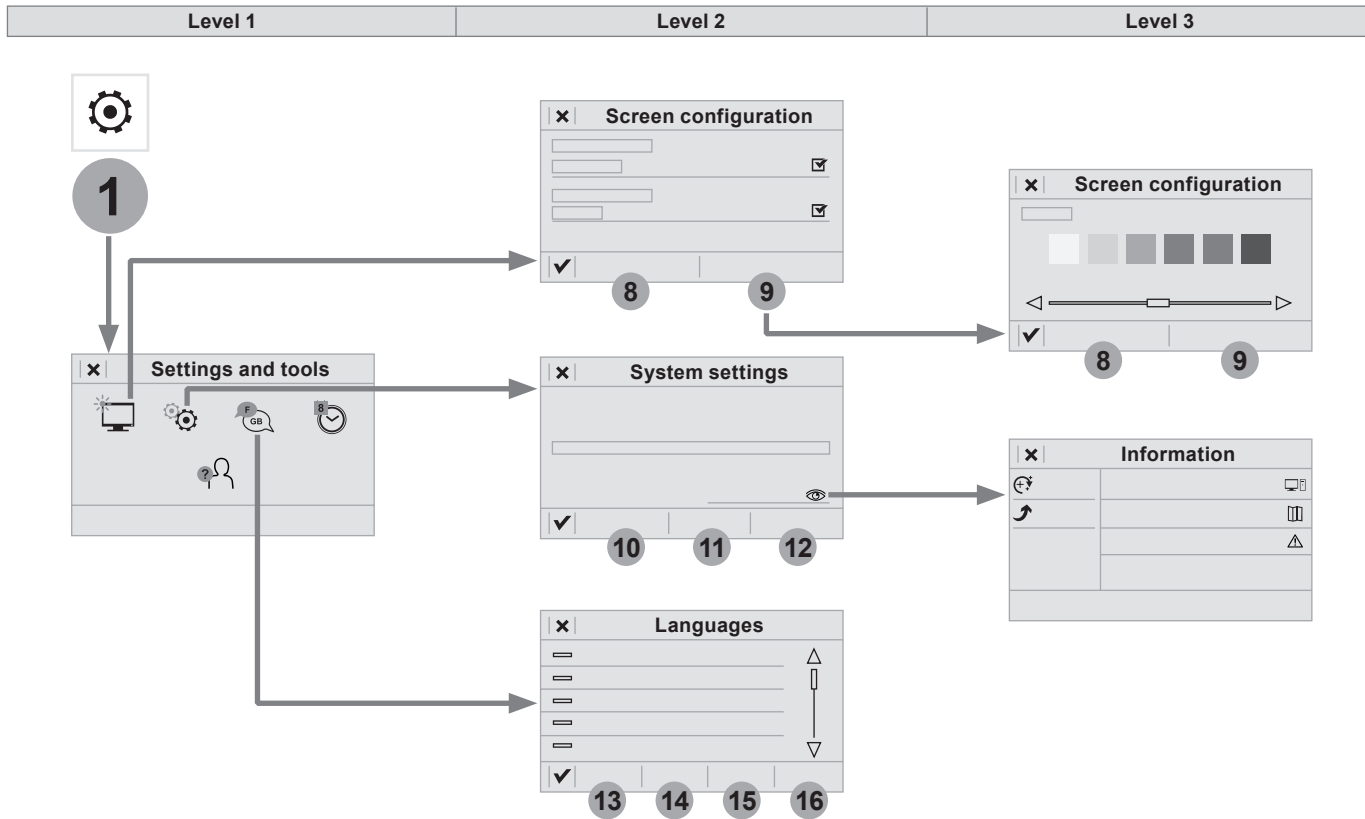 Level 1
Level 2
Level 3
1
Settings and tools
F
GB
8
?
Screen configuration
8
9
System settings
10
11
12
Languages
13
14
15
16
Screen configuration
8
9
Information